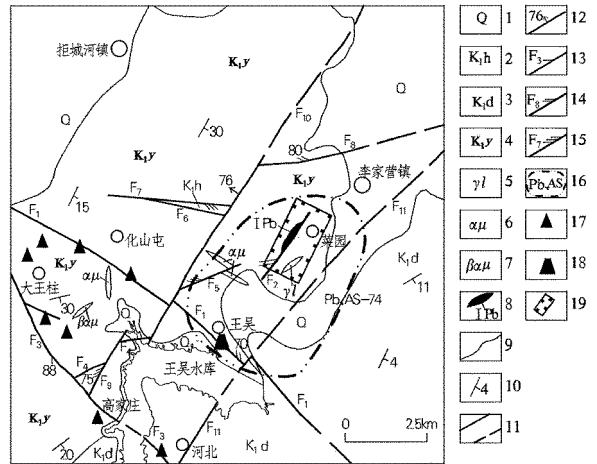 拒城河镇
K₁y
Q
F₁₀
30
Q
F₈
80
K₁y
K₁y
李家营镇
76
F₇
K₁h
F₆
F₁₁
F₁
15
I Pb
菜园
化山屯
αμ
K₁d
K₁y
αμ
F₅
F₂
γl
11
大王柱
Pb.AS-74
30
βαμ
F₁
Q
王吴
Q
70
F₃
F₄
王吴水库
4
88
75
F₉
F₁
高家庄
K₁y
F₁₁
0
2.5km
F₃
20
K₁d
河北
K₁d
Q 1
76 12
K₁h 2
F₃ 13
K₁d 3
F₈ 14
K₁y 4
F₇ 15
γl 5
Pb.AS 16
αμ 6
17
βαμ 7
18
I Pb 8
19
9
4 10
11